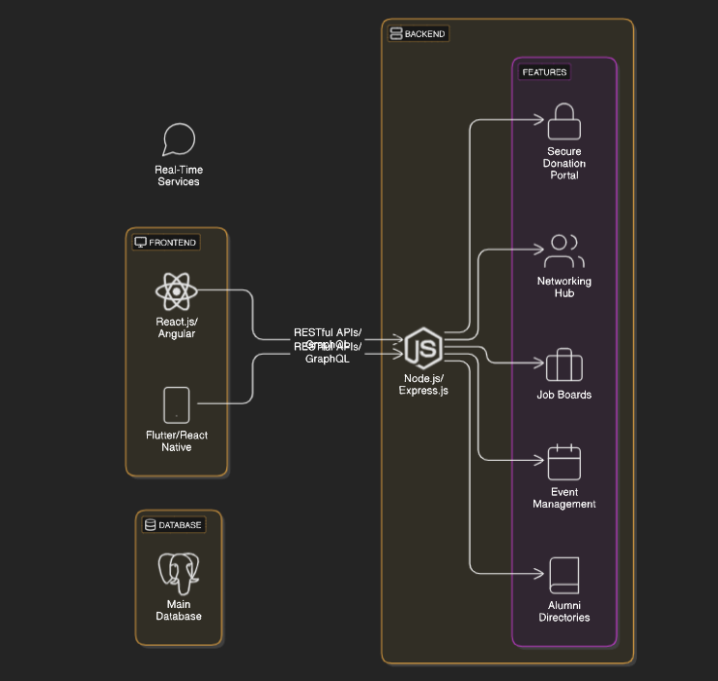 BACKEND
FEATURES
Secure
Donation
Portal
Real-Time
Services
FRONTEND
React.js/
Angular
Networking
Hub
RESTful APIs/
GraphQL
RESTful APIs/
GraphQL
JS
Node.js/
Express.js
Job Boards
Flutter/React
Native
Event
Management
DATABASE
Main
Database
Alumni
Directories